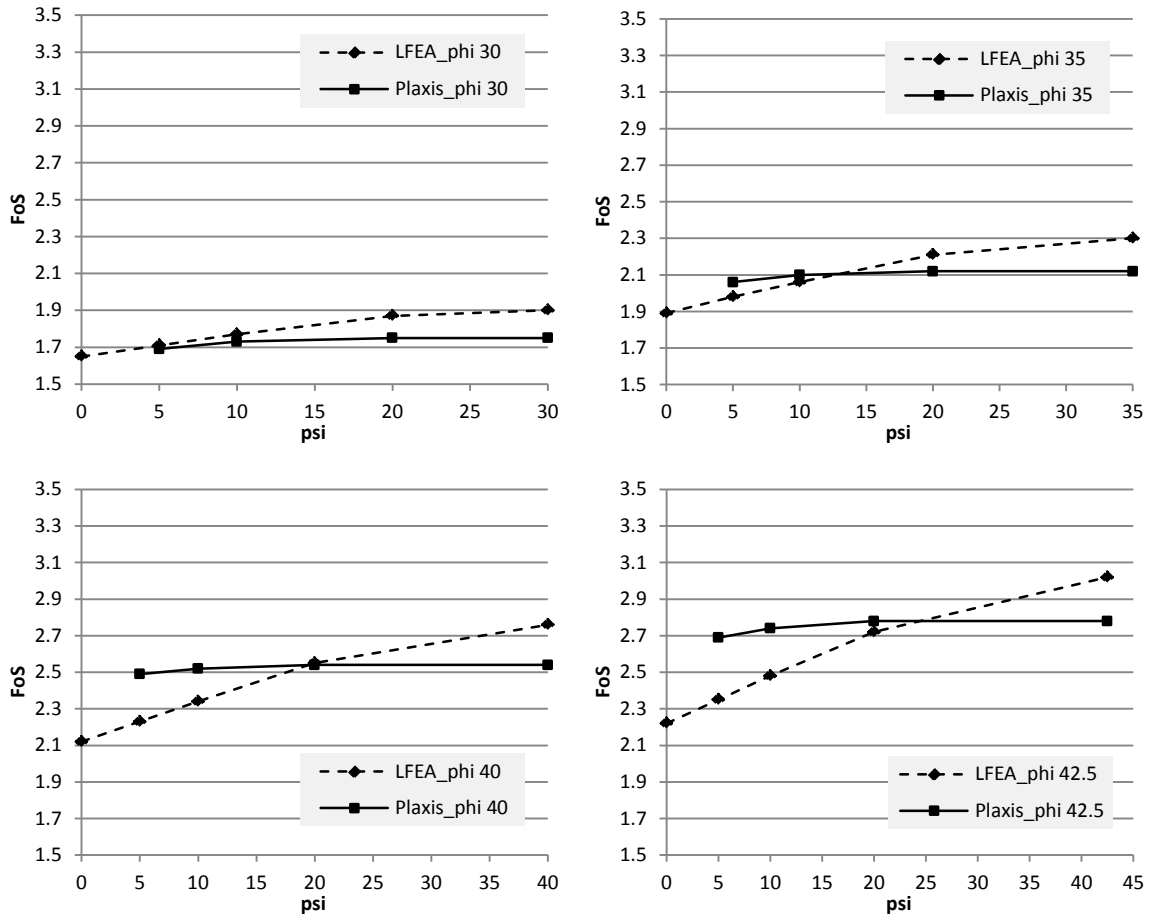 3.5
3.3
3.1
2.9
2.7
2.5
2.3
2.1
1.9
1.7
1.5
FoS
0 5 10 15 20 25 30
psi
LFEA_phi 30
Plaxis_phi 30
3.5
3.3
3.1
2.9
2.7
2.5
2.3
2.1
1.9
1.7
1.5
FoS
0 5 10 15 20 25 30 35
psi
LFEA_phi 35
Plaxis_phi 35
3.5
3.3
3.1
2.9
2.7
2.5
2.3
2.1
1.9
1.7
1.5
FoS
0 5 10 15 20 25 30 35 40
psi
LFEA_phi 40
Plaxis_phi 40
3.5
3.3
3.1
2.9
2.7
2.5
2.3
2.1
1.9
1.7
1.5
FoS
0 5 10 15 20 25 30 35 40 45
psi
LFEA_phi 42.5
Plaxis_phi 42.5